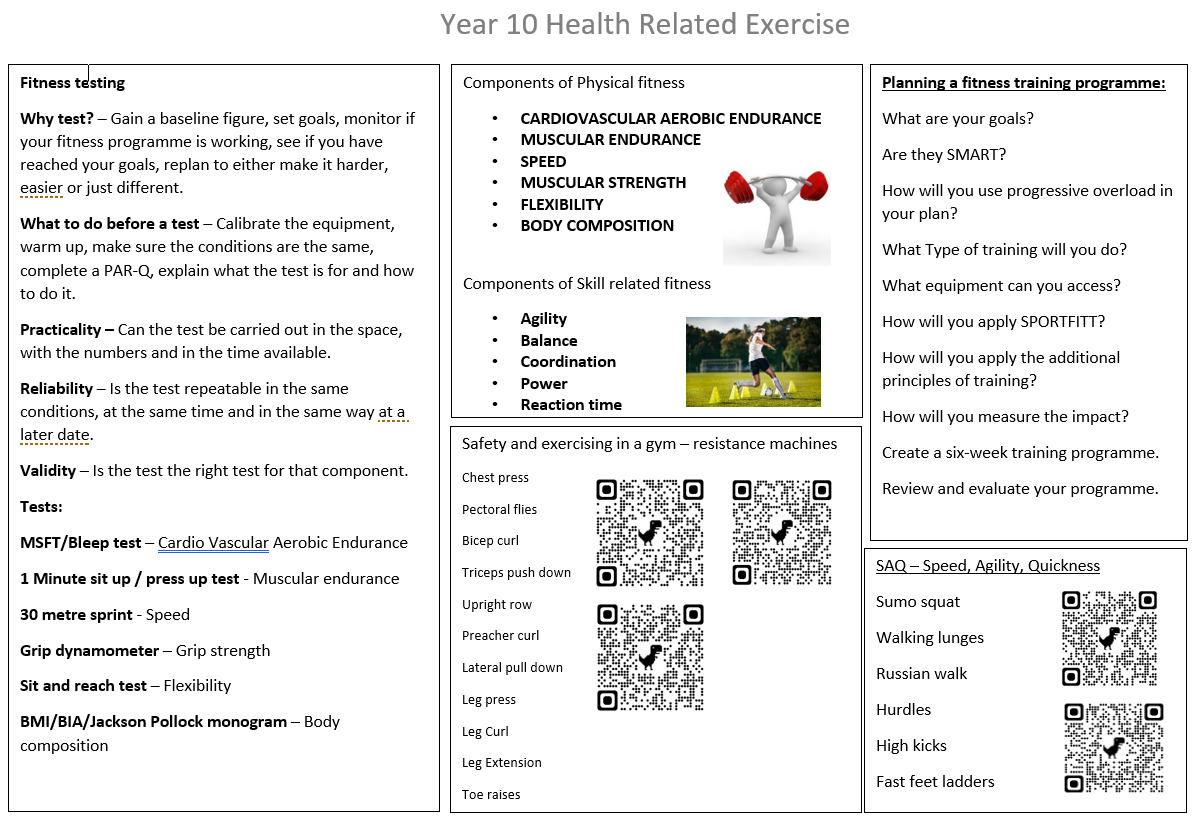 Year 10 Health Related Exercise
Fitness testing
Why test? – Gain a baseline figure, set goals, monitor if
your fitness programme is working, see if you have
reached your goals, replan to either make it harder,
easier or just different.
What to do before a test – Calibrate the equipment,
warm up, make sure the conditions are the same,
complete a PAR-Q, explain what the test is for and how
to do it.
Practicality – Can the test be carried out in the space,
with the numbers and in the time available.
Reliability – Is the test repeatable in the same
conditions, at the same time and in the same way at a
later date.
Validity – Is the test the right test for that component.
Tests:
MSFT/Bleep test – Cardio Vascular Aerobic Endurance
1 Minute sit up / press up test - Muscular endurance
30 metre sprint - Speed
Grip dynamometer – Grip strength
Sit and reach test – Flexibility
BMI/BIA/Jackson Pollock monogram – Body
composition
Components of Physical fitness
• CARDIOVASCULAR AEROBIC ENDURANCE
• MUSCULAR ENDURANCE
• SPEED
• MUSCULAR STRENGTH
• FLEXIBILITY
• BODY COMPOSITION
Components of Skill related fitness
• Agility
• Balance
• Coordination
• Power
• Reaction time
Safety and exercising in a gym – resistance machines
Chest press
Pectoral flies
Bicep curl
Triceps push down
Upright row
Preacher curl
Lateral pull down
Leg press
Leg Curl
Leg Extension
Toe raises
Planning a fitness training programme:
What are your goals?
Are they SMART?
How will you use progressive overload in
your plan?
What Type of training will you do?
What equipment can you access?
How will you apply SPORTFITT?
How will you apply the additional
principles of training?
How will you measure the impact?
Create a six-week training programme.
Review and evaluate your programme.
SAQ – Speed, Agility, Quickness
Sumo squat
Walking lunges
Russian walk
Hurdles
High kicks
Fast feet ladders